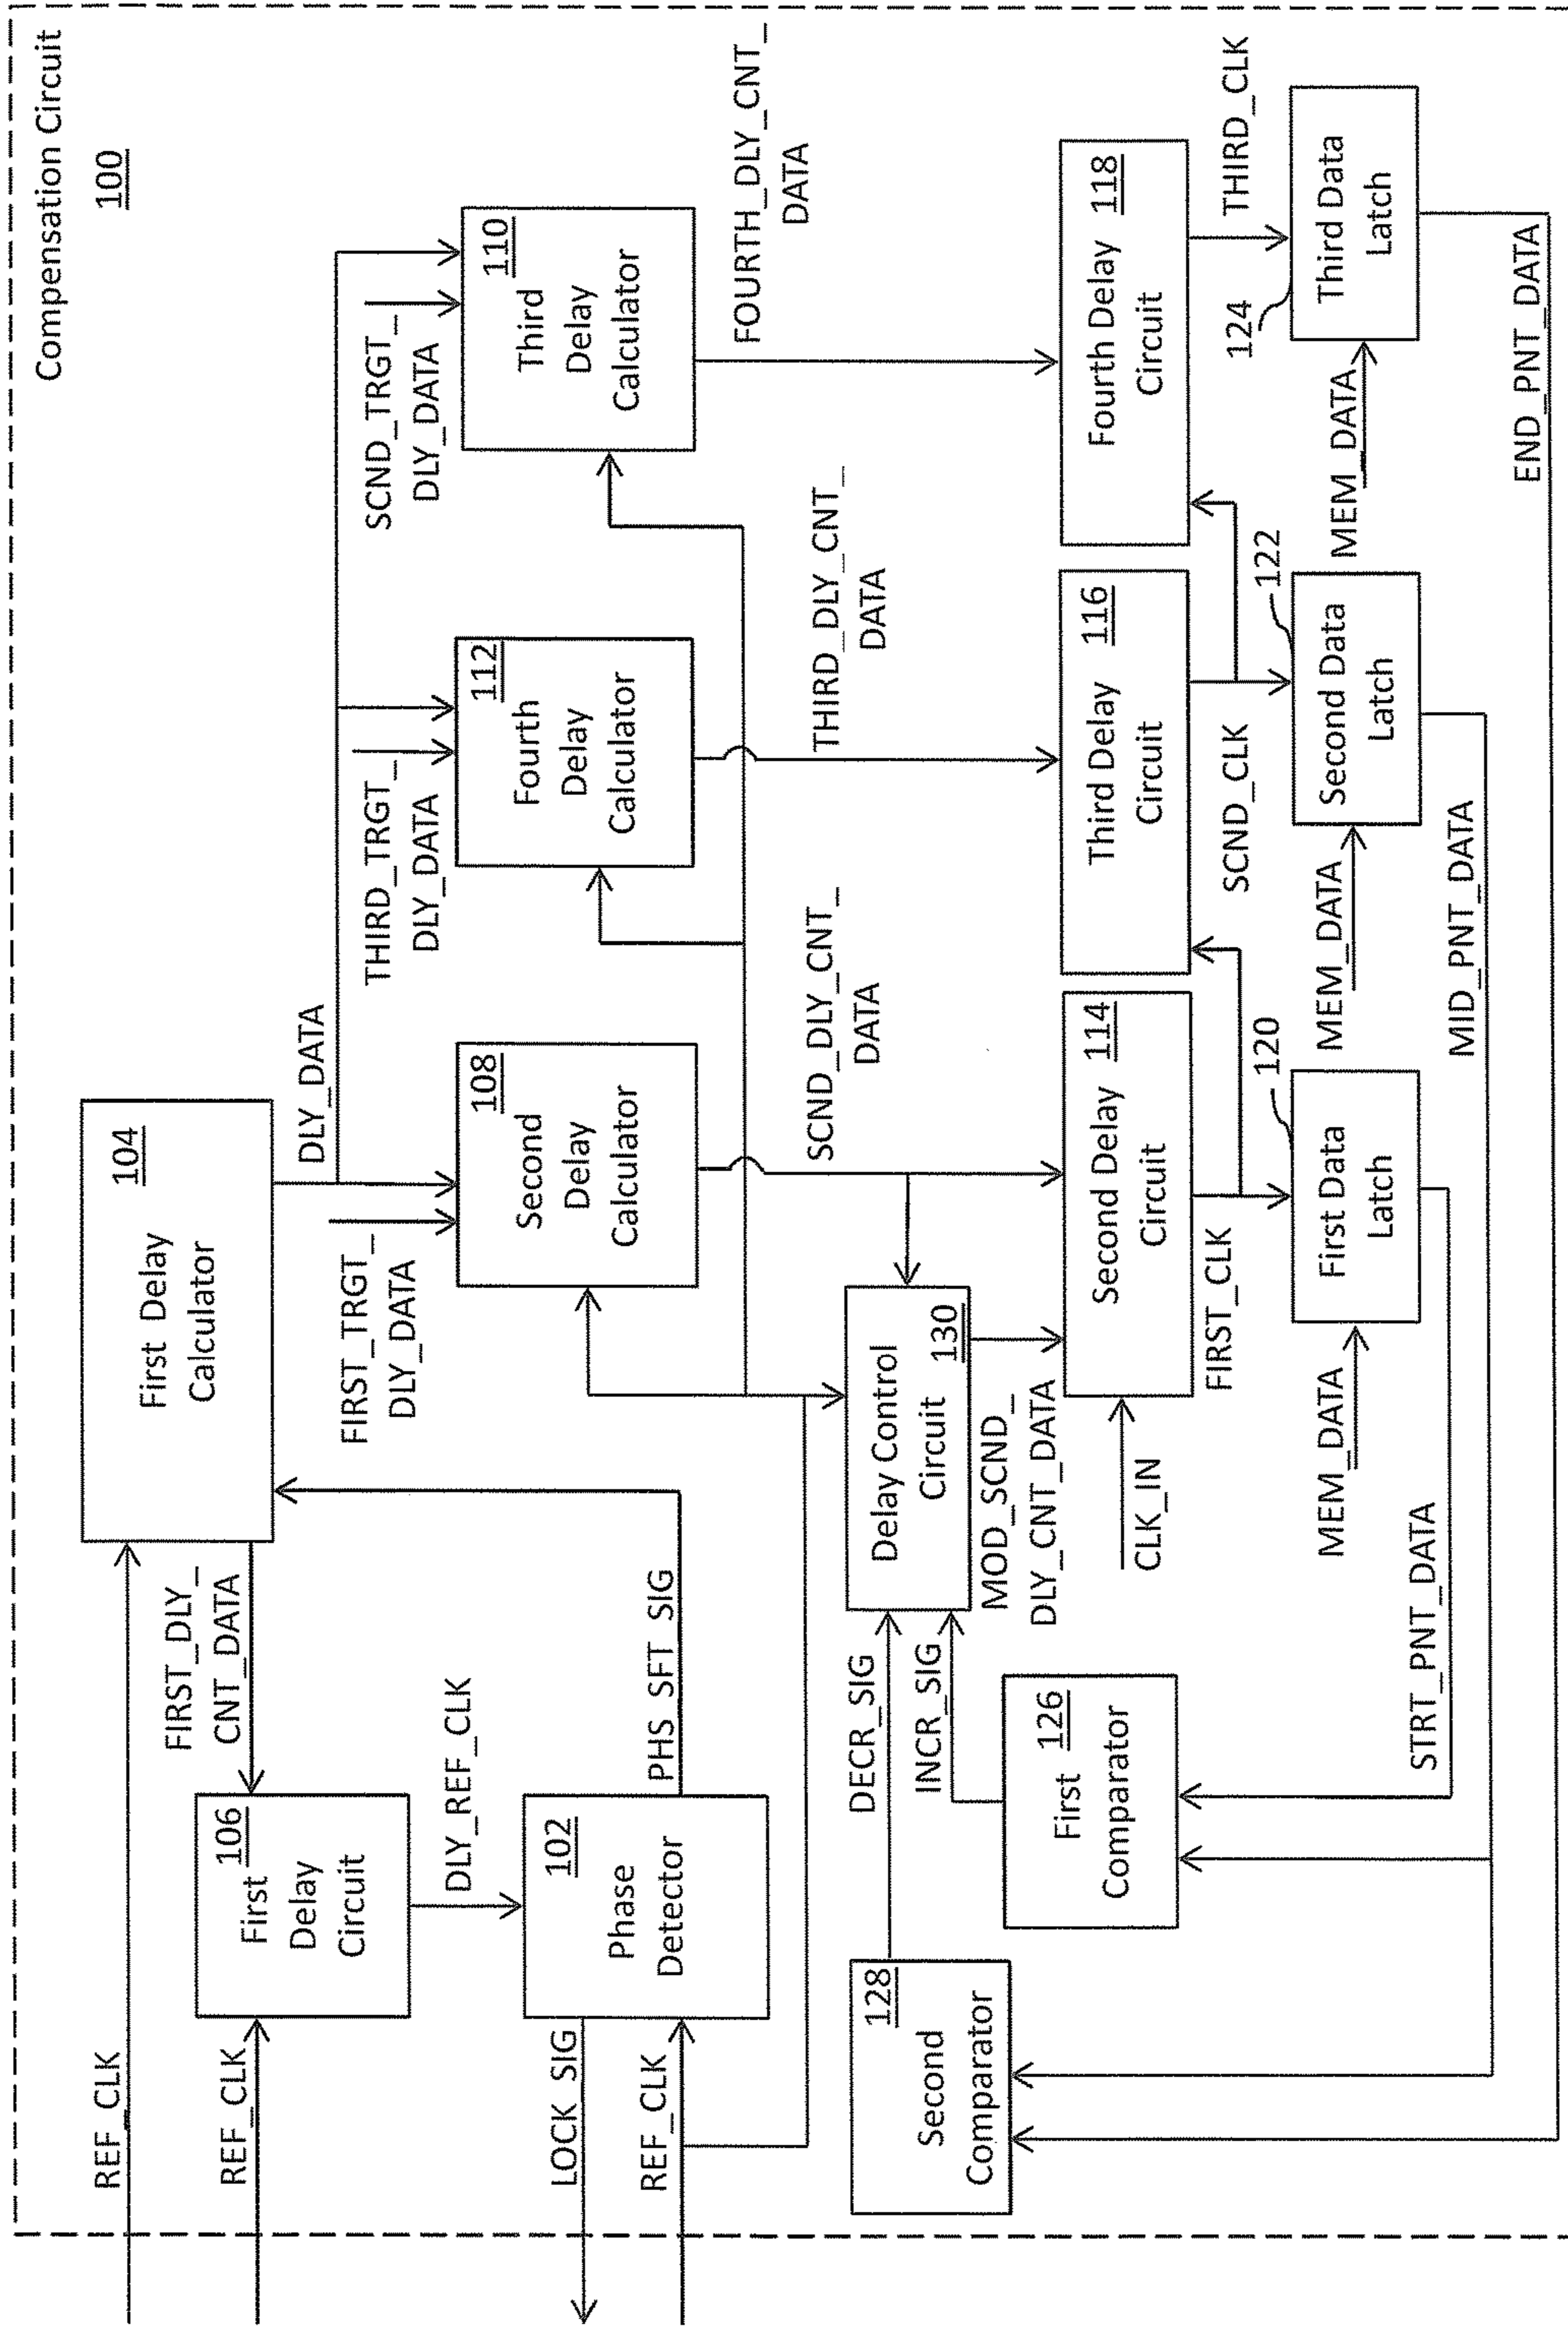 Compensation Circuit
100
REF_CLK
First Delay
Calculator
104
FIRST_DLY_
CNT_DATA
REF_CLK
106
First
Delay
Circuit
DLY_REF_CLK
102
Phase
Detector
LOCK_SIG
REF_CLK
PHS_SFT_SIG
DLY_DATA
FIRST_TRGT_
DLY_DATA
108
Second
Delay
Calculator
THIRD_TRGT_
DLY_DATA
112
Fourth
Delay
Calculator
SCND_TRGT_
DLY_DATA
110
Third
Delay
Calculator
SCND_DLY_CNT_
DATA
THIRD_DLY_CNT_
DATA
FOURTH_DLY_CNT_
DATA
128
Second
Comparator
DECR_SIG
INCR_SIG
First 126
Comparator
Delay Control
Circuit 130
MOD_SCND_
DLY_CNT_DATA
CLK_IN
Second Delay 114
Circuit
Third Delay 116
Circuit
Fourth Delay 118
Circuit
FIRST_CLK
SCND_CLK
THIRD_CLK
120
122
124
MEM_DATA
First Data
Latch
MEM_DATA
Second Data
Latch
MEM_DATA
Third Data
Latch
STRT_PNT_DATA
MID_PNT_DATA
END_PNT_DATA